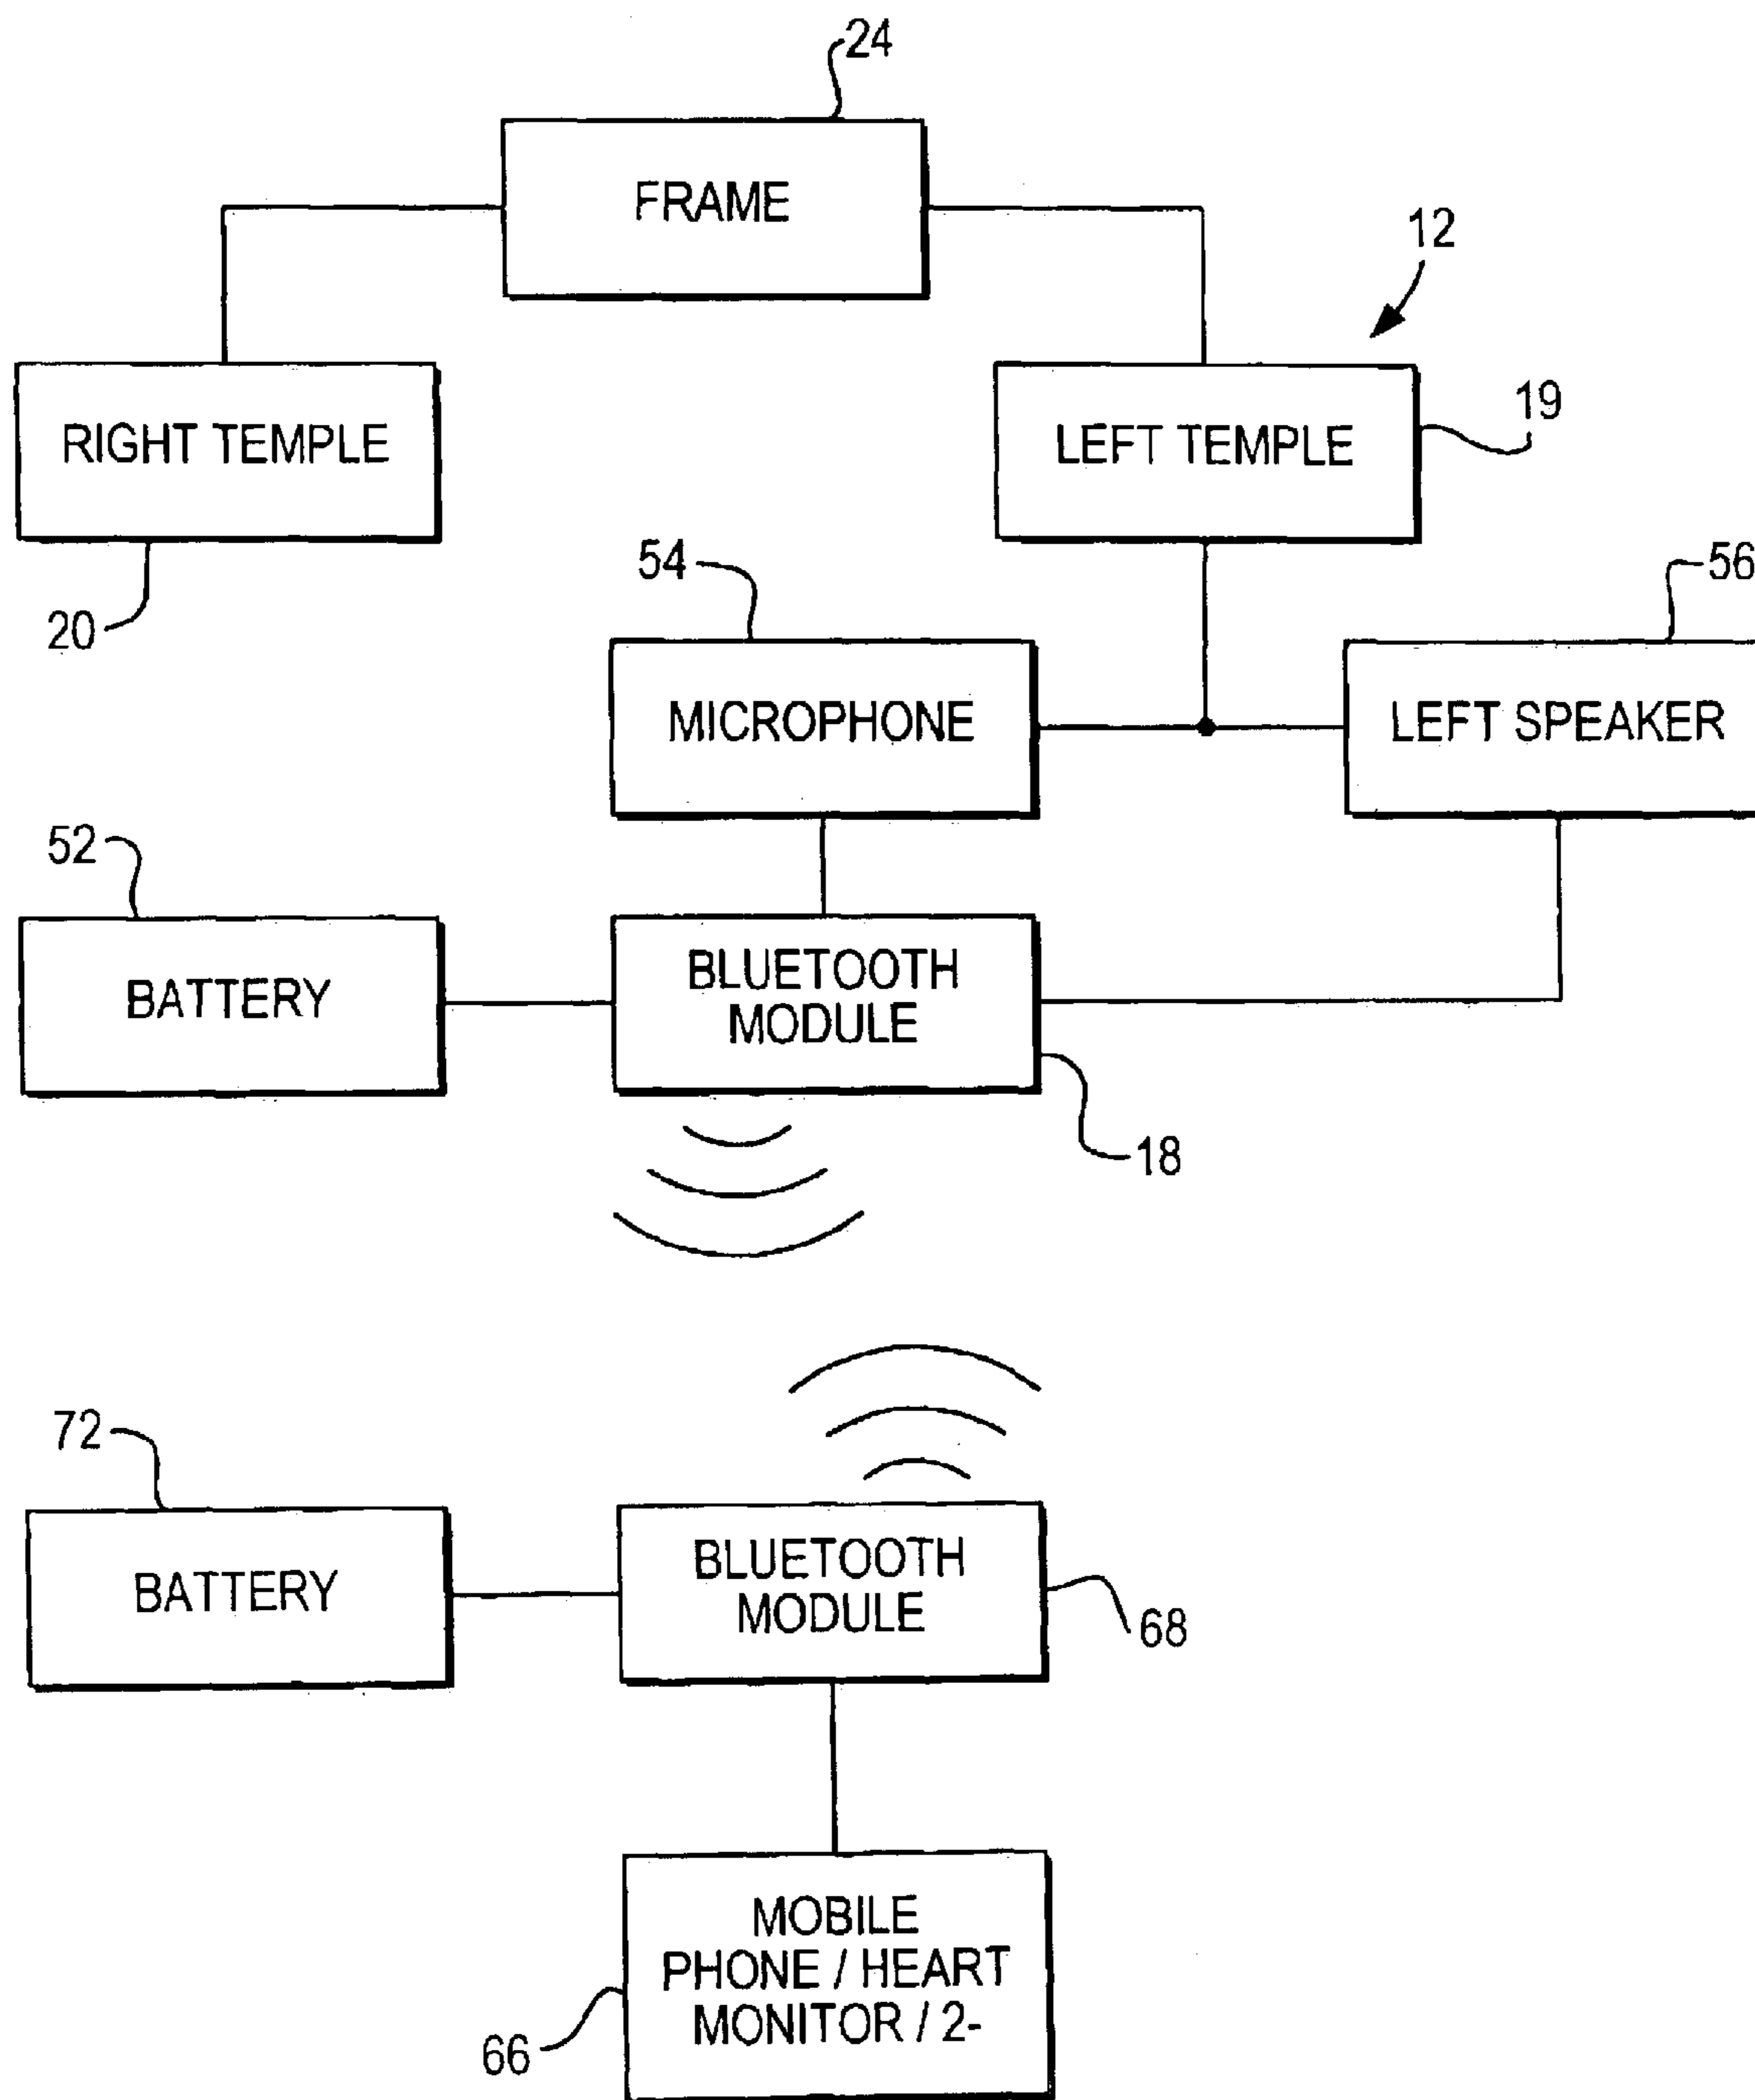 24
FRAME
12
RIGHT TEMPLE
LEFT TEMPLE
19
20
54
56
MICROPHONE
LEFT SPEAKER
52
BATTERY
BLUETOOTH
MODULE
18
72
BATTERY
BLUETOOTH
MODULE
68
MOBILE
PHONE / HEART
MONITOR / 2-
66